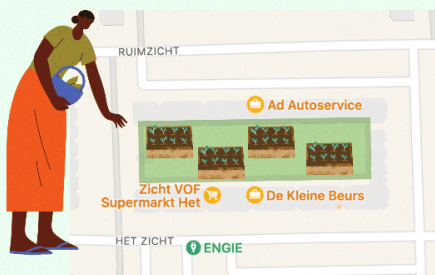 RUIMZICHT
Ad Autoservice
Zicht VOF
Supermarkt Het
De Kleine Beurs
HET ZICHT
ENGIE